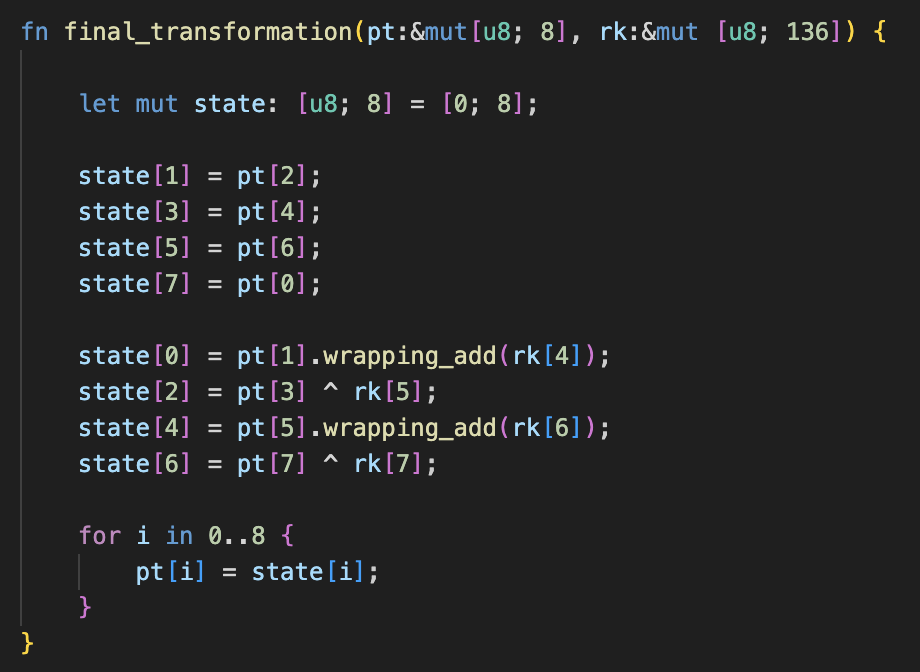 fn final_transformation(pt:&mut[u8; 8], rk:&mut [u8; 136]) {
let mut state: [u8; 8] = [0; 8];
state[1] = pt[2];
state[3] = pt[4];
state[5] = pt[6];
state[7] = pt[0];
state[0] = pt[1].wrapping_add(rk[4]);
state[2] = pt[3] ^ rk[5];
state[4] = pt[5].wrapping_add(rk[6]);
state[6] = pt[7] ^ rk[7];
for i in 0..8 {
pt[i] = state[i];
}
}